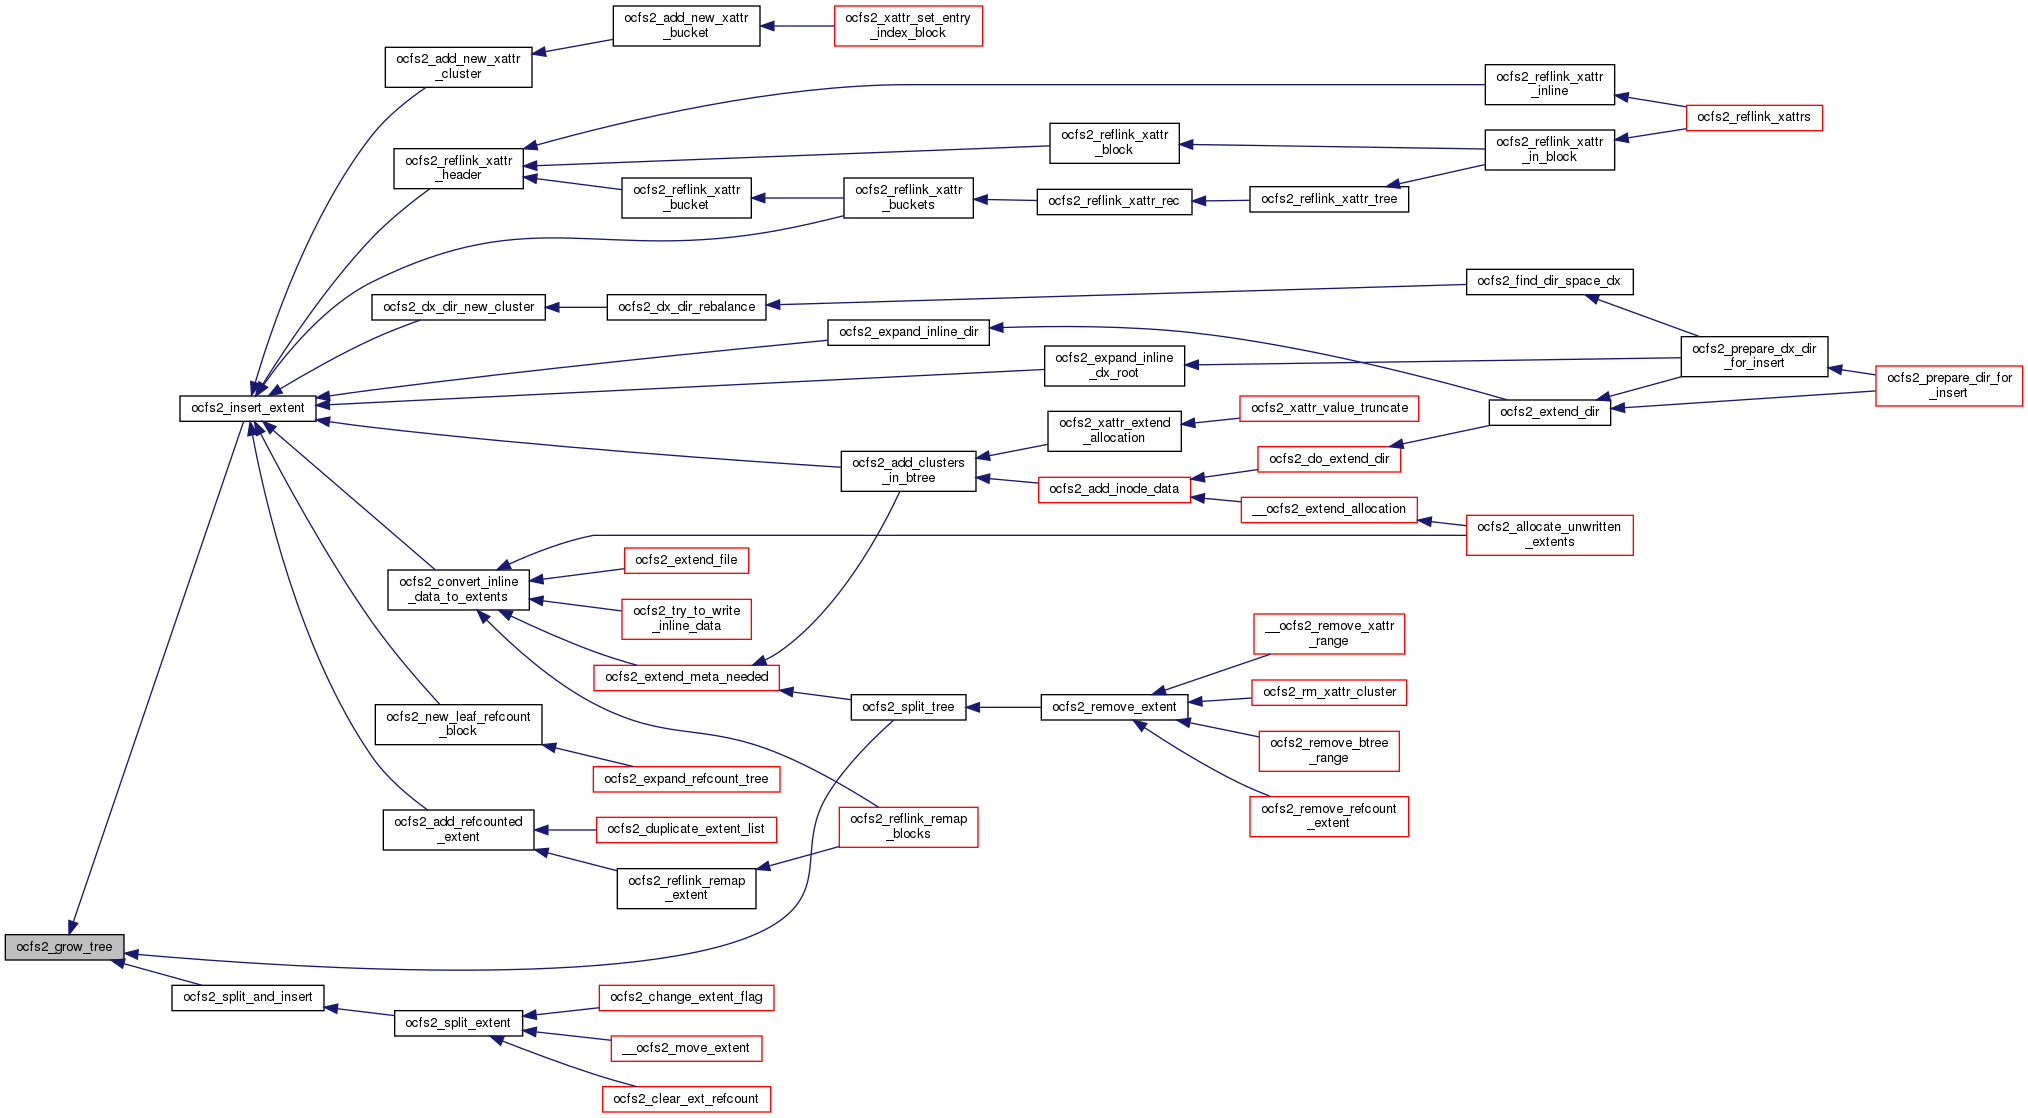 ocfs2_add_new_xattr
_bucket
ocfs2_xattr_set_entry
_index_block
ocfs2_add_new_xattr
_cluster
ocfs2_reflink_xattr
_inline
ocfs2_reflink_xattrs
ocfs2_reflink_xattr
_block
ocfs2_reflink_xattr
_in_block
ocfs2_reflink_xattr
_header
ocfs2_reflink_xattr
_bucket
ocfs2_reflink_xattr
_buckets
ocfs2_reflink_xattr_rec
ocfs2_reflink_xattr_tree
ocfs2_find_dir_space_dx
ocfs2_dx_dir_new_cluster
ocfs2_dx_dir_rebalance
ocfs2_expand_inline_dir
ocfs2_expand_inline
_dx_root
ocfs2_prepare_dx_dir
_for_insert
ocfs2_prepare_dir_for
_insert
ocfs2_insert_extent
ocfs2_xattr_value_truncate
ocfs2_extend_dir
ocfs2_xattr_extend
_allocation
ocfs2_do_extend_dir
ocfs2_add_clusters
_in_btree
ocfs2_add_inode_data
__ocfs2_extend_allocation
ocfs2_allocate_unwritten
_extents
ocfs2_extend_file
ocfs2_convert_inline
_data_to_extents
ocfs2_try_to_write
_inline_data
__ocfs2_remove_xattr
_range
ocfs2_extend_meta_needed
ocfs2_rm_xattr_cluster
ocfs2_split_tree
ocfs2_remove_extent
ocfs2_new_leaf_refcount
_block
ocfs2_remove_btree
_range
ocfs2_expand_refcount_tree
ocfs2_remove_refcount
_extent
ocfs2_add_refcounted
_extent
ocfs2_duplicate_extent_list
ocfs2_reflink_remap
_blocks
ocfs2_reflink_remap
_extent
ocfs2_grow_tree
ocfs2_split_and_insert
ocfs2_change_extent_flag
ocfs2_split_extent
__ocfs2_move_extent
ocfs2_clear_ext_refcount